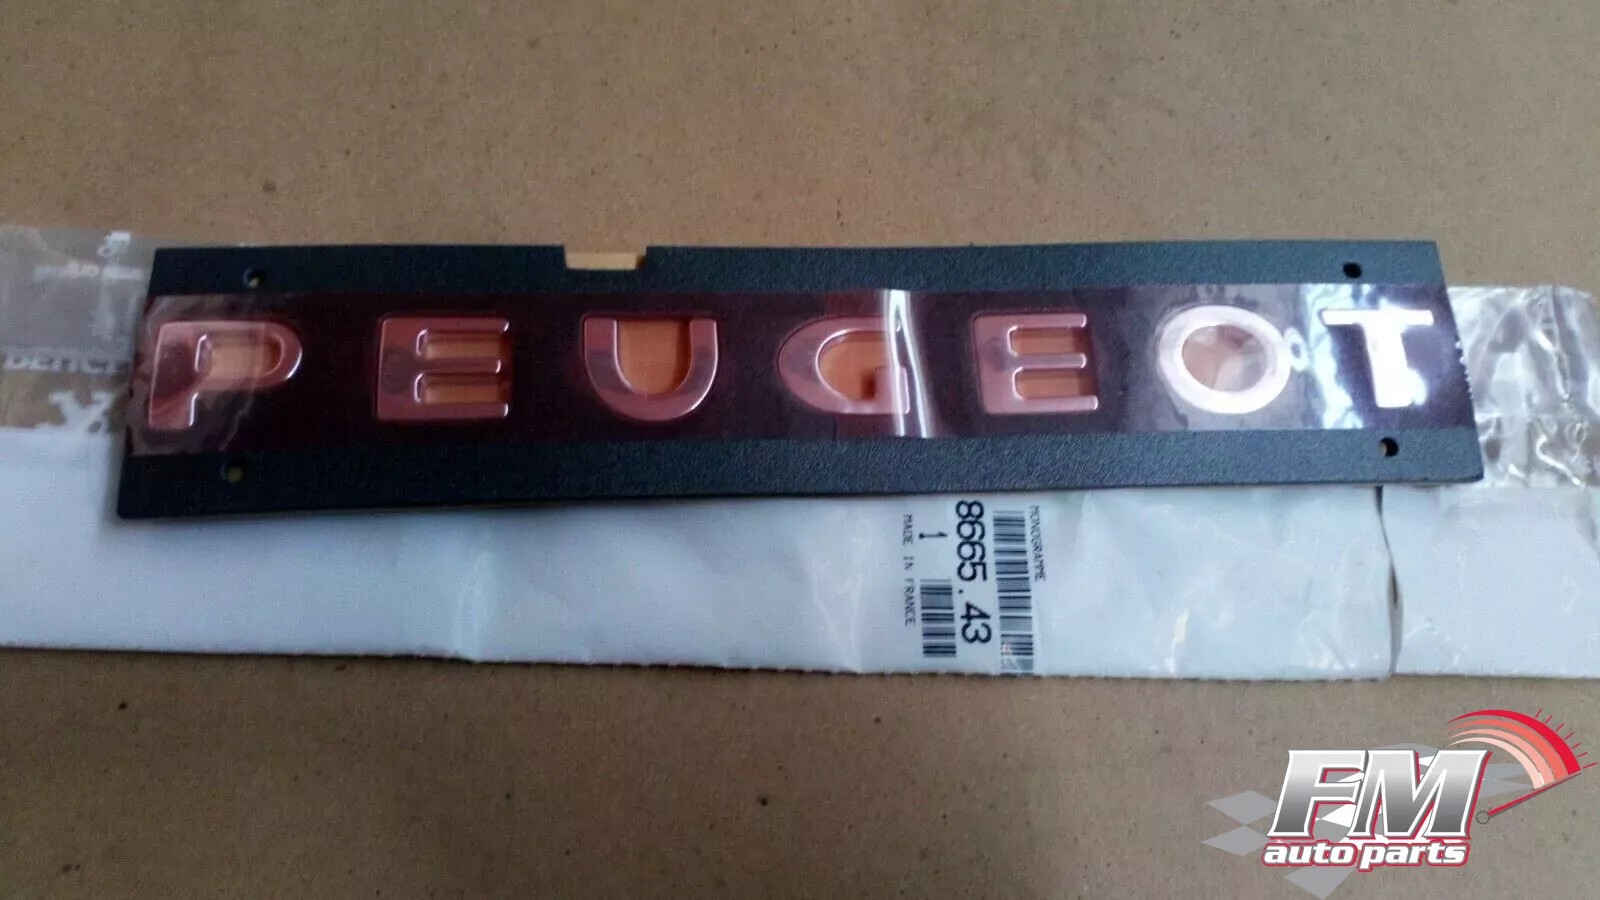 PEUGEOT
MONOGRAMME
8665.43
1
MADE IN FRANCE
FM
auto parts